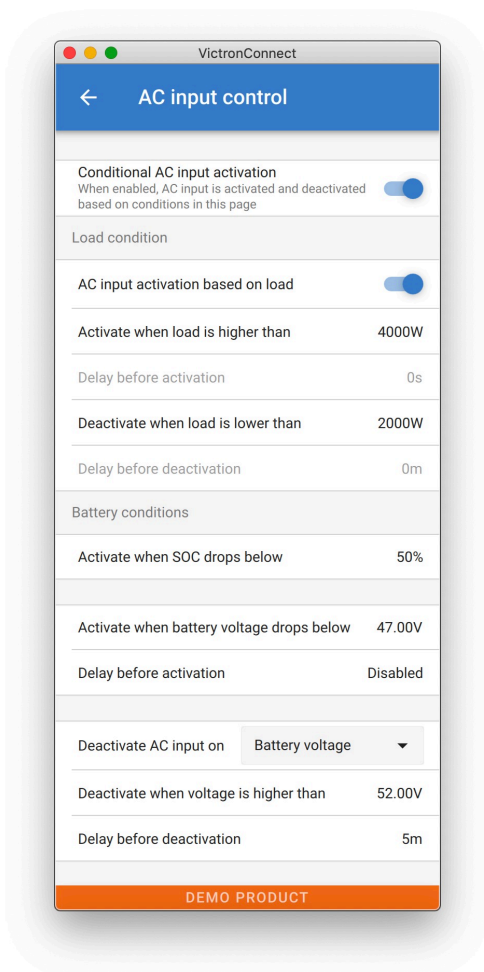 VictronConnect
AC input control
Conditional AC input activation
When enabled, AC input is activated and deactivated
based on conditions in this page
Load condition
AC input activation based on load
Activate when load is higher than 4000W
Delay before activation 0s
Deactivate when load is lower than 2000W
Delay before deactivation 0m
Battery conditions
Activate when SOC drops below 50%
Activate when battery voltage drops below 47.00V
Delay before activation Disabled
Deactivate AC input on Battery voltage
Deactivate when voltage is higher than 52.00V
Delay before deactivation 5m
DEMO PRODUCT